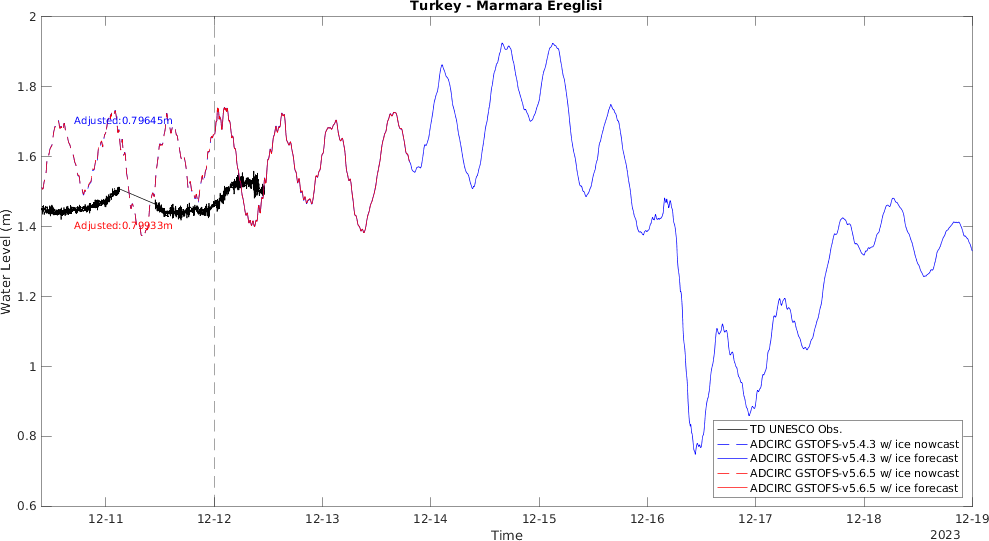 Turkey - Marmara Ereglisi
2
1.8
1.6
1.4
1.2
1
0.8
0.6
Water Level (m)
Adjusted:0.79645m
Adjusted:0.79933m
TD UNESCO Obs.
ADCIRC GSTOFS-v5.4.3 w/ ice nowcast
ADCIRC GSTOFS-v5.4.3 w/ ice forecast
ADCIRC GSTOFS-v5.6.5 w/ ice nowcast
ADCIRC GSTOFS-v5.6.5 w/ ice forecast
12-11 12-12 12-13 12-14 12-15 12-16 12-17 12-18 12-19
Time
2023